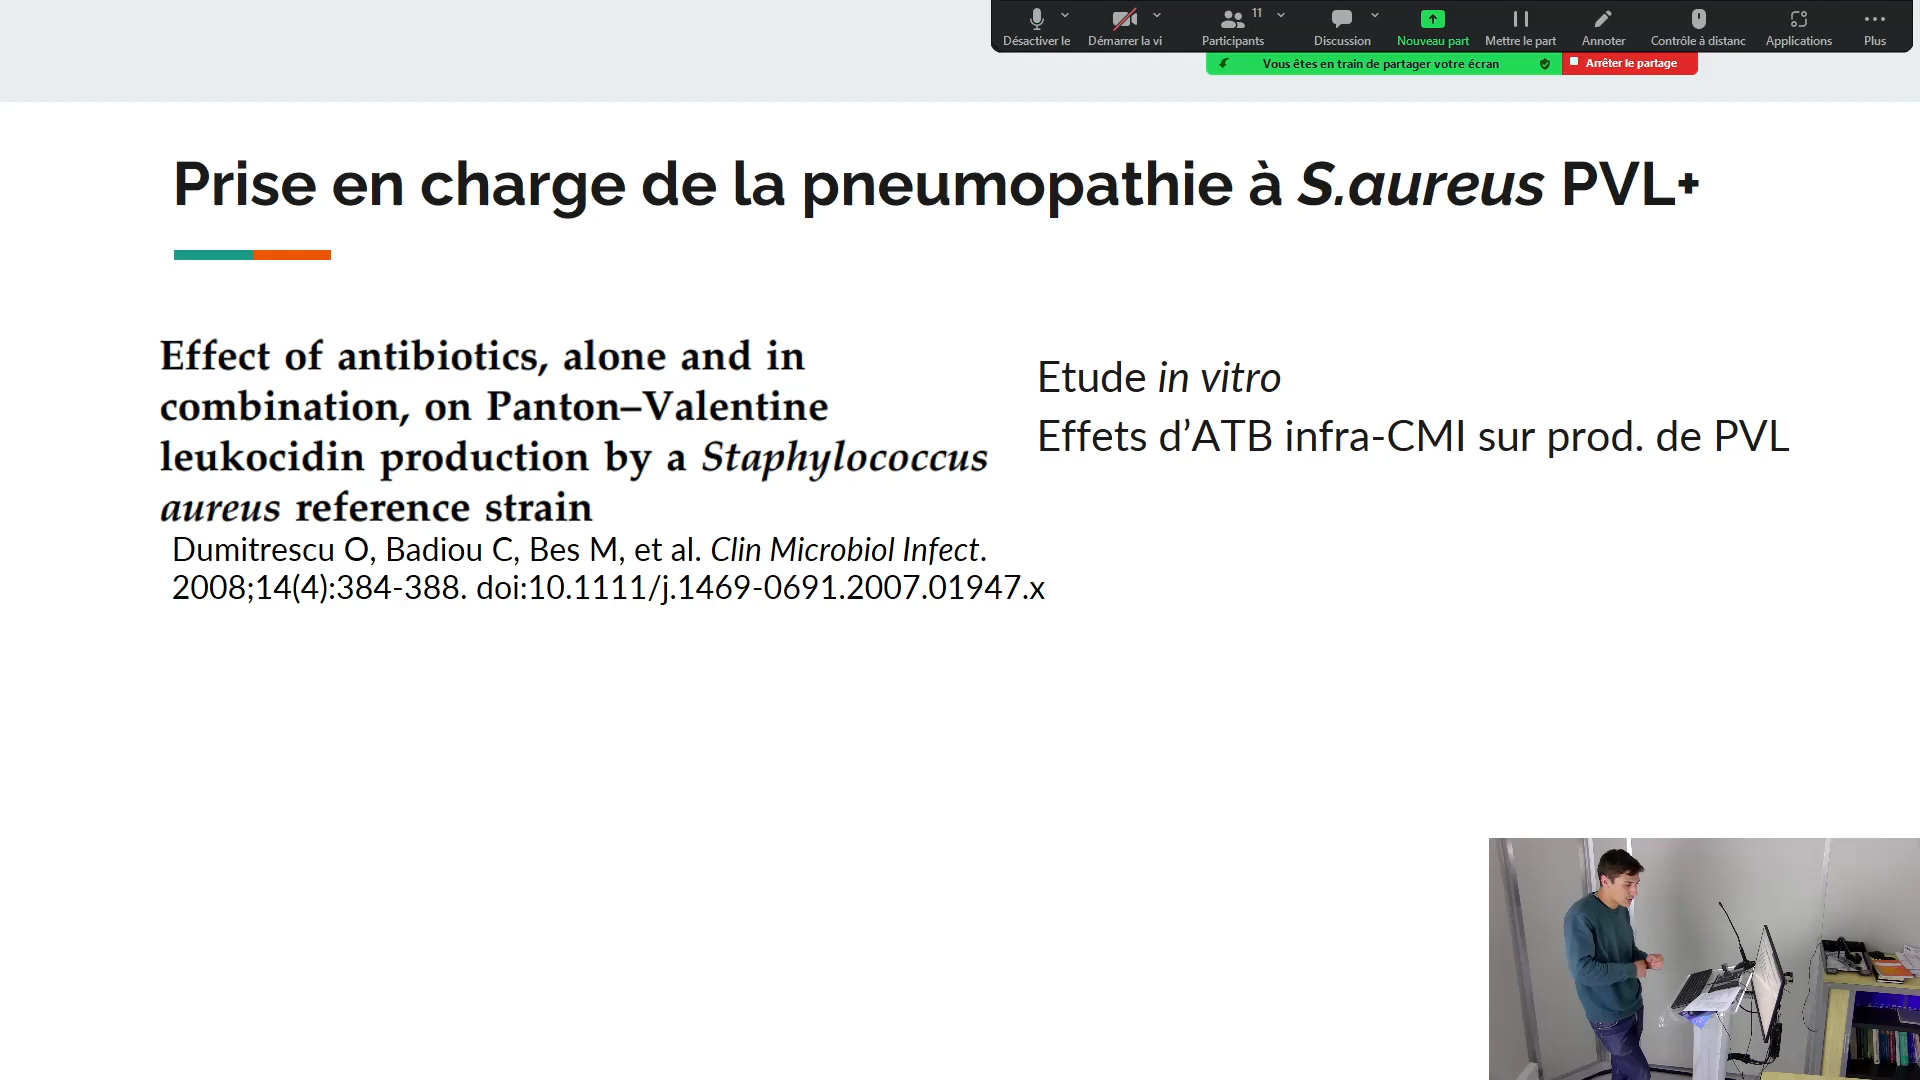 Désactiver le
Démarrer la vi
Participants
11
Discussion
Nouveau part
Mettre le part
Annoter
Contrôle à distanc
Applications
Plus
Vous êtes en train de partager votre écran
Arrêter le partage
Prise en charge de la pneumopathie à S.aureus PVL+
Effect of antibiotics, alone and in
combination, on Panton–Valentine
leukocidin production by a Staphylococcus
aureus reference strain
Dumitrescu O, Badiou C, Bes M, et al. Clin Microbiol Infect.
2008;14(4):384-388. doi:10.1111/j.1469-0691.2007.01947.x
Etude in vitro
Effets d’ATB infra-CMI sur prod. de PVL